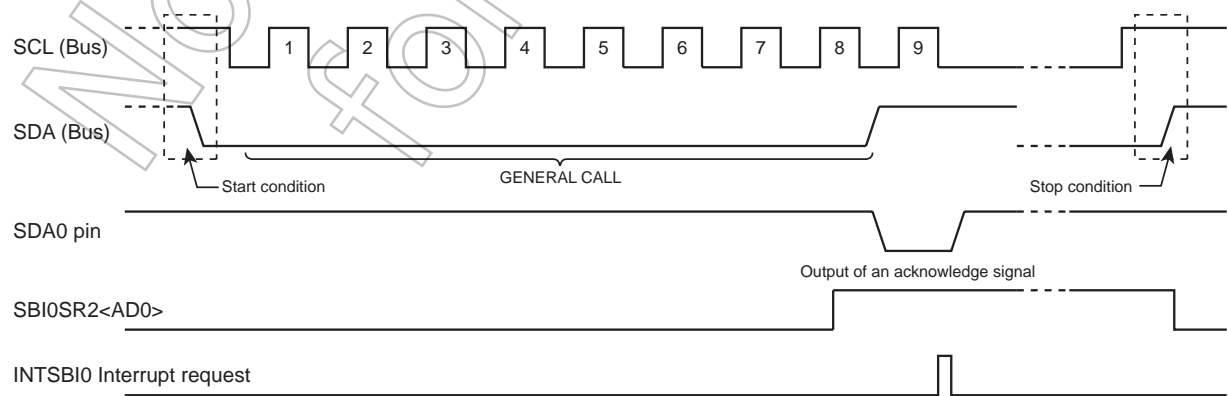 SCL (Bus)
1 2 3 4 5 6 7 8 9
SDA (Bus)
Start condition
GENERAL CALL
Stop condition
SDA0 pin
Output of an acknowledge signal
SBI0SR2<AD0>
INTSBI0 Interrupt request